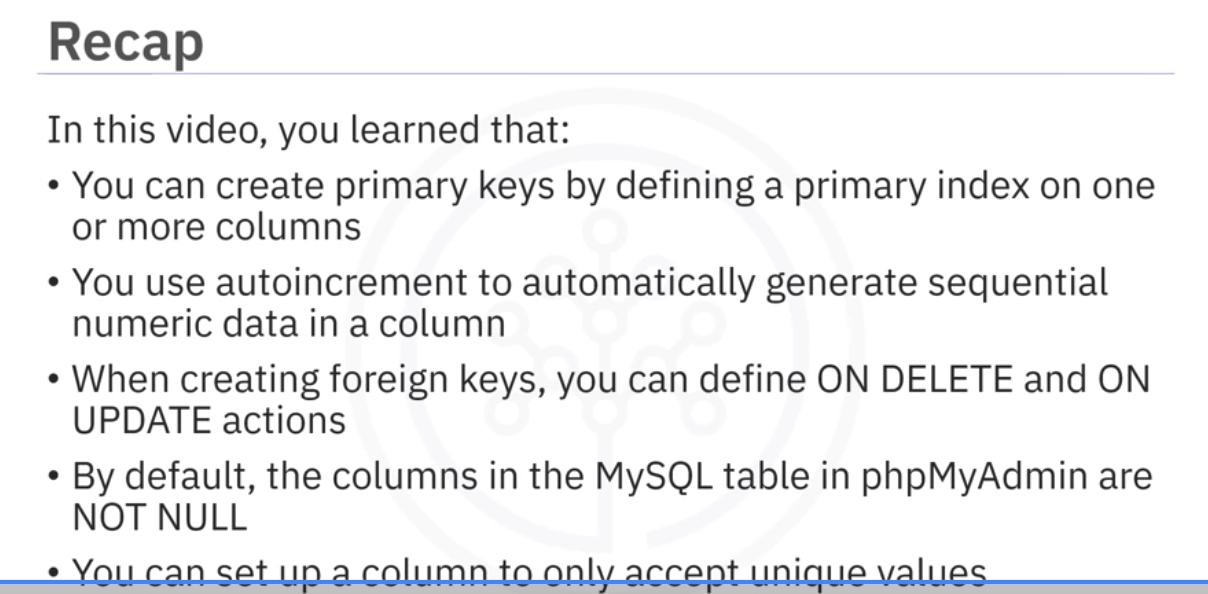 Recap
In this video, you learned that:
• You can create primary keys by defining a primary index on one
or more columns
• You use autoincrement to automatically generate sequential
numeric data in a column
• When creating foreign keys, you can define ON DELETE and ON
UPDATE actions
• By default, the columns in the MySQL table in phpMyAdmin are
NOT NULL
• You can set up a column to only accept unique values